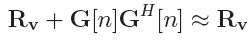 R_v + G[n]G^H[n] ≈ R_v